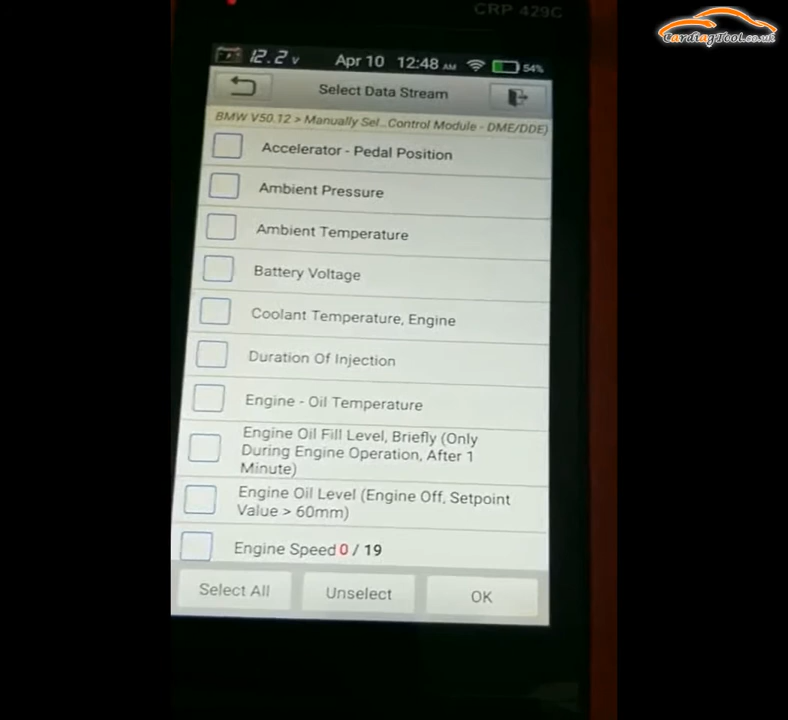 CRP 429C
CardiagTool.co.uk
12.2 v Apr 10 12:48 AM 54%
Select Data Stream
BMW V50.12 > Manually Sel...Control Module - DME/DDE)
Accelerator - Pedal Position
Ambient Pressure
Ambient Temperature
Battery Voltage
Coolant Temperature, Engine
Duration Of Injection
Engine - Oil Temperature
Engine Oil Fill Level, Briefly (Only
During Engine Operation, After 1
Minute)
Engine Oil Level (Engine Off, Setpoint
Value > 60mm)
Engine Speed 0 / 19
Select All Unselect OK